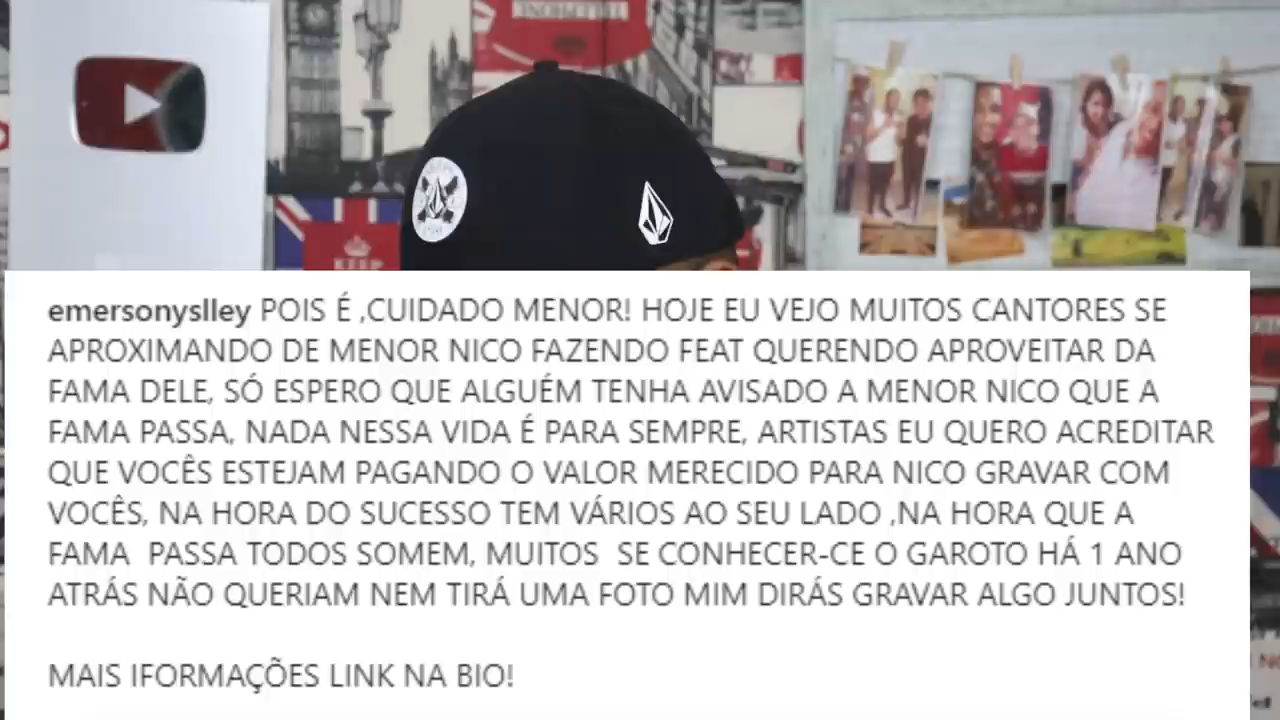 TELEPHONE
KEEP
emersonyslley POIS É ,CUIDADO MENOR! HOJE EU VEJO MUITOS CANTORES SE
APROXIMANDO DE MENOR NICO FAZENDO FEAT QUERENDO APROVEITAR DA
FAMA DELE, SÓ ESPERO QUE ALGUÉM TENHA AVISADO A MENOR NICO QUE A
FAMA PASSA, NADA NESSA VIDA É PARA SEMPRE, ARTISTAS EU QUERO ACREDITAR
QUE VOCÊS ESTEJAM PAGANDO O VALOR MERECIDO PARA NICO GRAVAR COM
VOCÊS, NA HORA DO SUCESSO TEM VÁRIOS AO SEU LADO ,NA HORA QUE A
FAMA  PASSA TODOS SOMEM, MUITOS  SE CONHECER-CE O GAROTO HÁ 1 ANO
ATRÁS NÃO QUERIAM NEM TIRÁ UMA FOTO MIM DIRÁS GRAVAR ALGO JUNTOS!
MAIS IFORMAÇÕES LINK NA BIO!